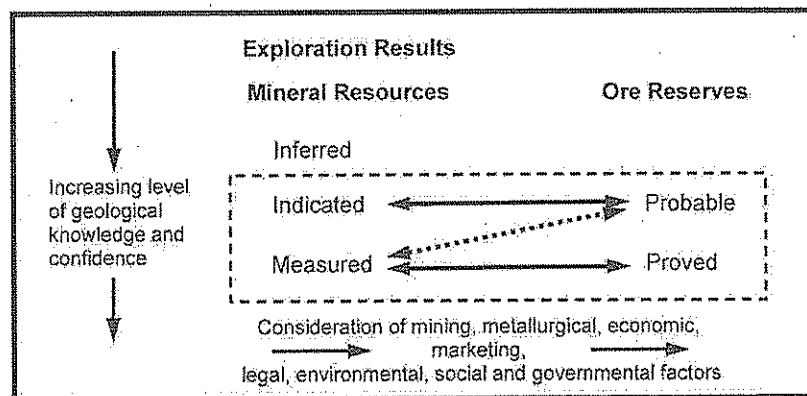 Exploration Results
Mineral Resources Ore Reserves
Inferred
Increasing level
of geological
knowledge and
confidence
Indicated Probable
Measured Proved
Consideration of mining, metallurgical, economic,
marketing,
legal, environmental, social and governmental factors